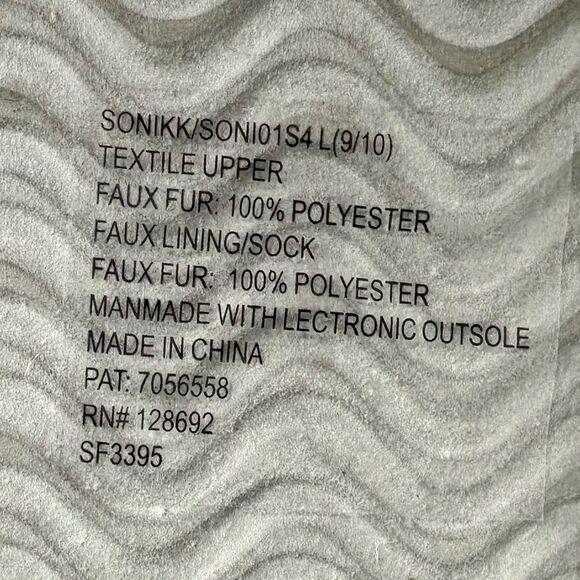 SONIKK/SONI01S4 L(9/10)
TEXTILE UPPER
FAUX FUR: 100% POLYESTER
FAUX LINING/SOCK
FAUX FUR: 100% POLYESTER
MANMADE WITH LECTRONIC OUTSOLE
MADE IN CHINA
PAT: 7056558
RN# 128692
SF3395